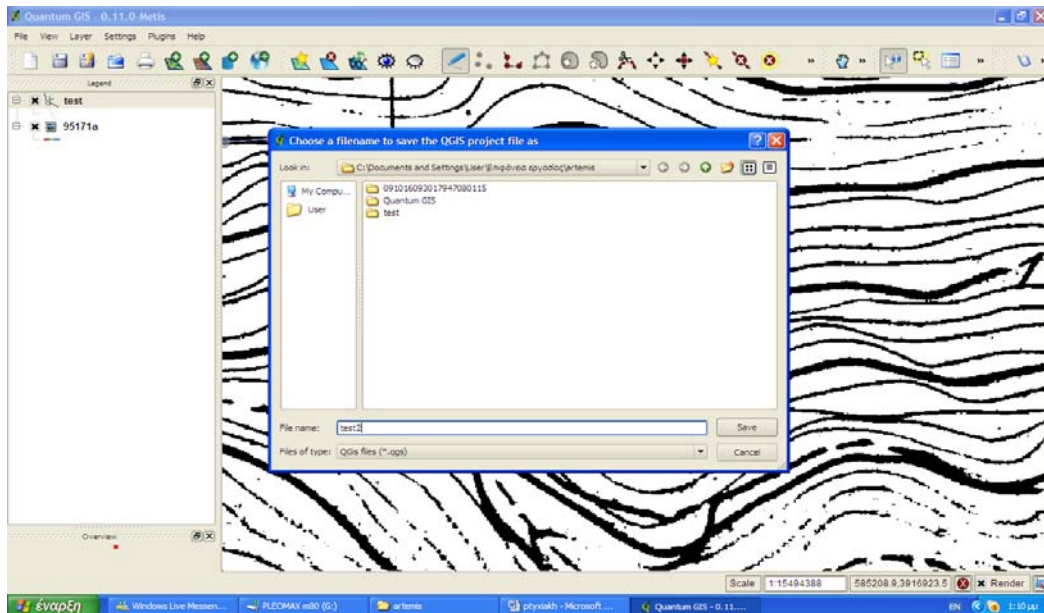 Quantum GIS - 0.11.0-Metis
File View Layer Settings Plugins Help
Legend
test
95171a
Choose a filename to save the QGIS project file as
Look in: C:\Documents and Settings\User\Επιφάνεια εργασίας\artemis
My Compu...
User
091016093017947080115
Quantum GIS
test
File name: test2
Save
Files of type: QGis files (*.qgs)
Cancel
Overview
Scale 1:15494388 585208.9,3916923.5 Render
έναρξη Windows Live Messen... PLEOMAX m80 (G:) artemis ptyxiakh - Microsoft ... Quantum GIS - 0.11.... EN 1:10 μμ